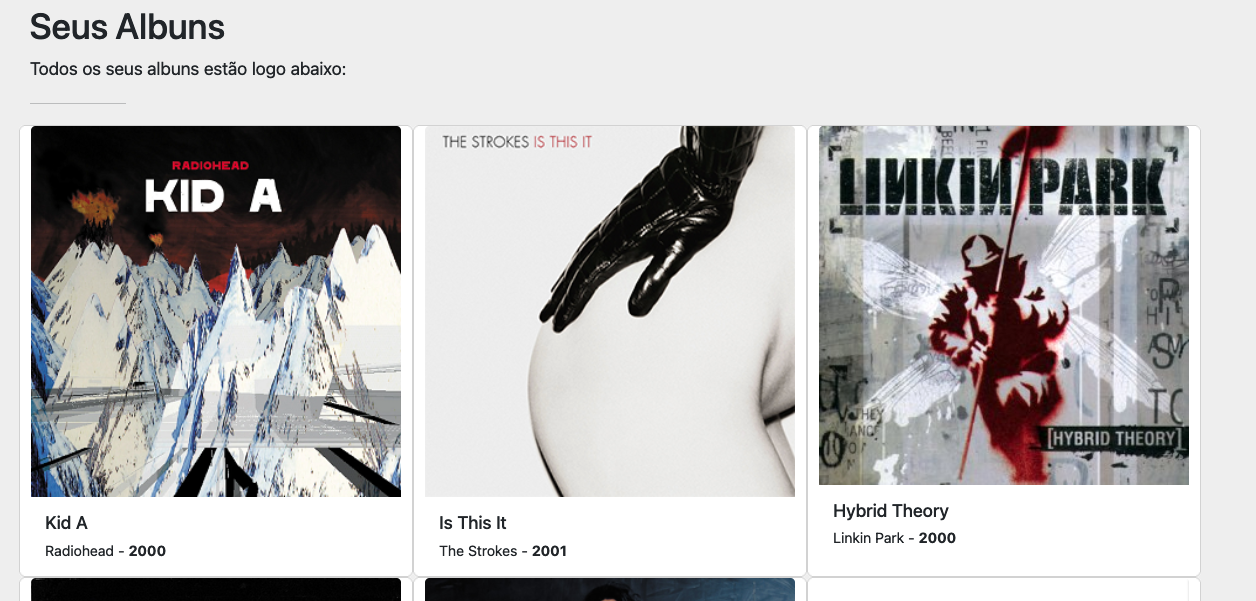 Seus Albuns
Todos os seus albuns estão logo abaixo:
RADIOHEAD
KID A
THE STROKES IS THIS IT
LINKIN PARK
[HYBRID THEORY]
Kid A
Radiohead - 2000
Is This It
The Strokes - 2001
Hybrid Theory
Linkin Park - 2000